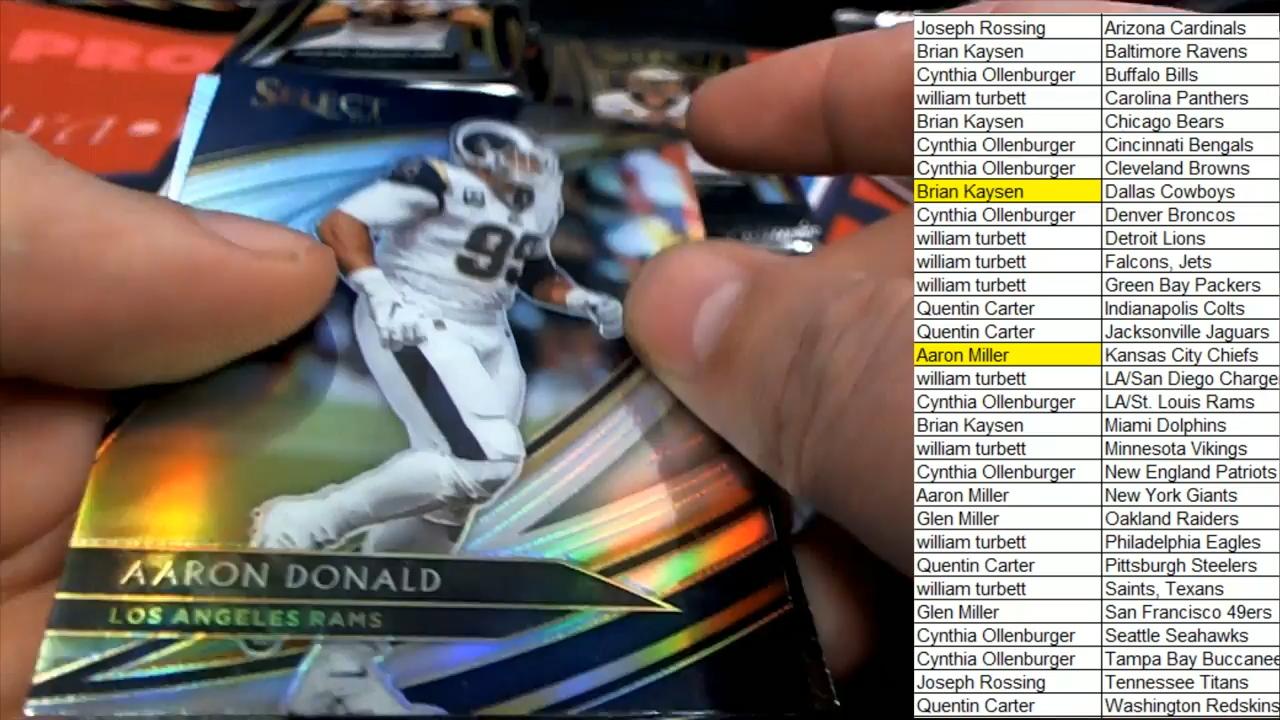 PRO
SELECT
99
AARON DONALD
LOS ANGELES RAMS
Joseph Rossing Arizona Cardinals
Brian Kaysen Baltimore Ravens
Cynthia Ollenburger Buffalo Bills
william turbett Carolina Panthers
Brian Kaysen Chicago Bears
Cynthia Ollenburger Cincinnati Bengals
Cynthia Ollenburger Cleveland Browns
Brian Kaysen Dallas Cowboys
Cynthia Ollenburger Denver Broncos
william turbett Detroit Lions
william turbett Falcons, Jets
william turbett Green Bay Packers
Quentin Carter Indianapolis Colts
Quentin Carter Jacksonville Jaguars
Aaron Miller Kansas City Chiefs
william turbett LA/San Diego Charge
Cynthia Ollenburger LA/St. Louis Rams
Brian Kaysen Miami Dolphins
william turbett Minnesota Vikings
Cynthia Ollenburger New England Patriots
Aaron Miller New York Giants
Glen Miller Oakland Raiders
william turbett Philadelphia Eagles
Quentin Carter Pittsburgh Steelers
william turbett Saints, Texans
Glen Miller San Francisco 49ers
Cynthia Ollenburger Seattle Seahawks
Cynthia Ollenburger Tampa Bay Buccanee
Joseph Rossing Tennessee Titans
Quentin Carter Washington Redskins